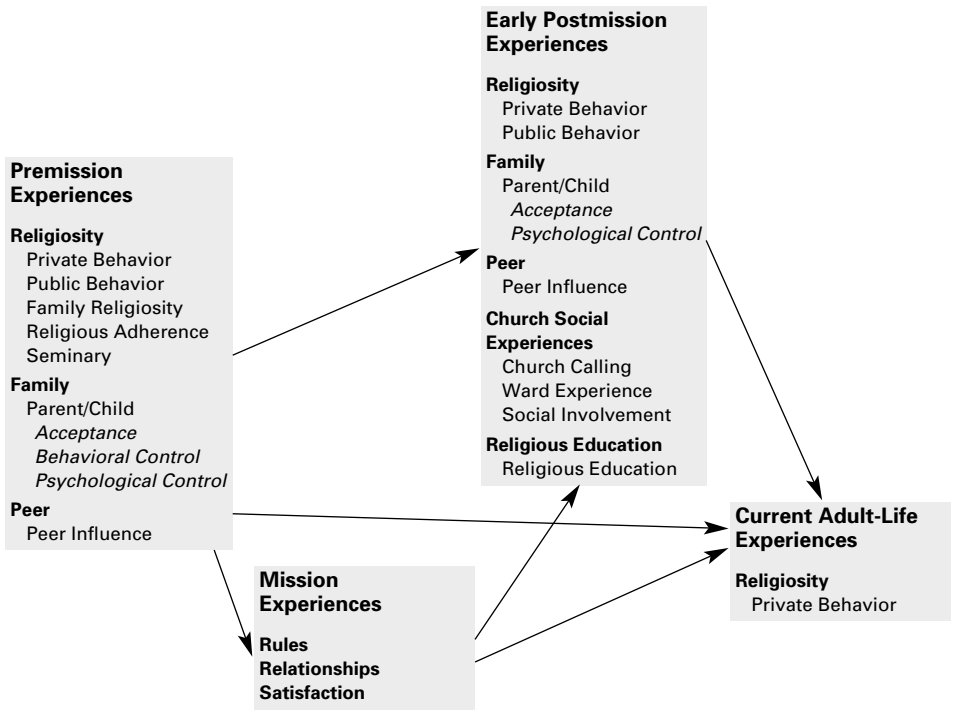 Premission
Experiences
Religiosity
Private Behavior
Public Behavior
Family Religiosity
Religious Adherence
Seminary
Family
Parent/Child
Acceptance
Behavioral Control
Psychological Control
Peer
Peer Influence
Mission
Experiences
Rules
Relationships
Satisfaction
Early Postmission
Experiences
Religiosity
Private Behavior
Public Behavior
Family
Parent/Child
Acceptance
Psychological Control
Peer
Peer Influence
Church Social
Experiences
Church Calling
Ward Experience
Social Involvement
Religious Education
Religious Education
Current Adult-Life
Experiences
Religiosity
Private Behavior